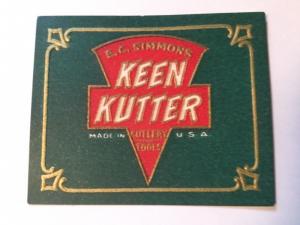 E.C. SIMMONS
KEEN
KUTTER
MADE IN CUTLERY U.S.A.
TOOLS